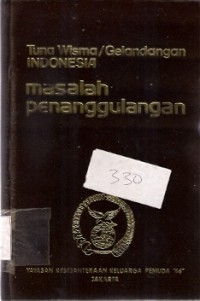 Tuna Wisma/Gelandangan
INDONESIA
masalah
penanggulangan
330
YAYASAN KESEJAHTERAAN KELUARGA PEMUDA "66"
JAKARTA